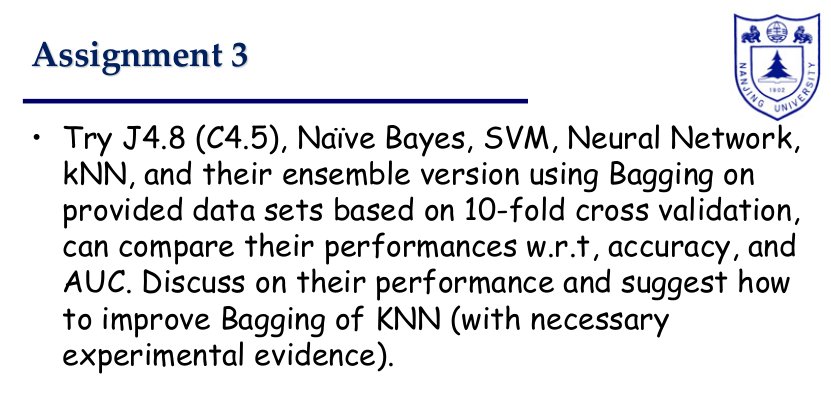 Assignment 3
NANJING UNIVERSITY
1902
• Try J4.8 (C4.5), Naïve Bayes, SVM, Neural Network,
kNN, and their ensemble version using Bagging on
provided data sets based on 10-fold cross validation,
can compare their performances w.r.t, accuracy, and
AUC. Discuss on their performance and suggest how
to improve Bagging of KNN (with necessary
experimental evidence).